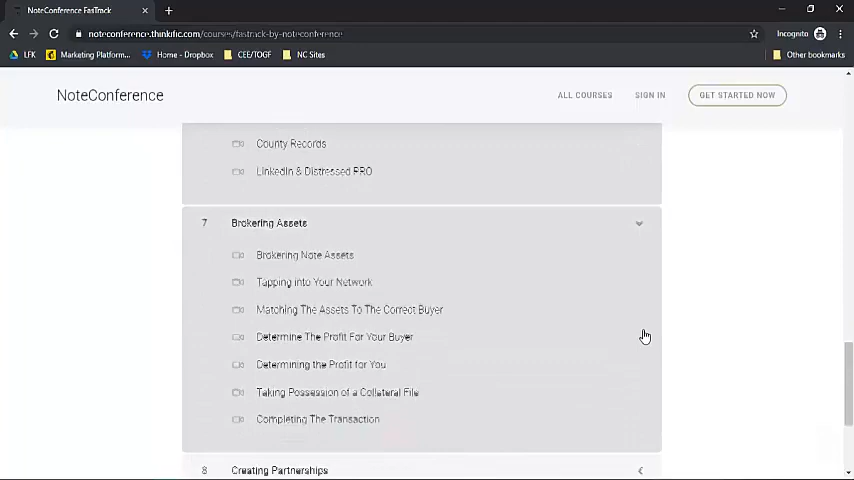 NoteConference FasTrack
noteconference.thinkific.com/courses/fastrack-by-noteconference
Incognito
LFK
Marketing Platform...
Home - Dropbox
CEE/TOGF
NC Sites
Other bookmarks
NoteConference
ALL COURSES
SIGN IN
GET STARTED NOW
County Records
LinkedIn & Distressed PRO
7 Brokering Assets
Brokering Note Assets
Tapping into Your Network
Matching The Assets To The Correct Buyer
Determine The Profit For Your Buyer
Determining the Profit for You
Taking Possession of a Collateral File
Completing The Transaction
8 Creating Partnerships